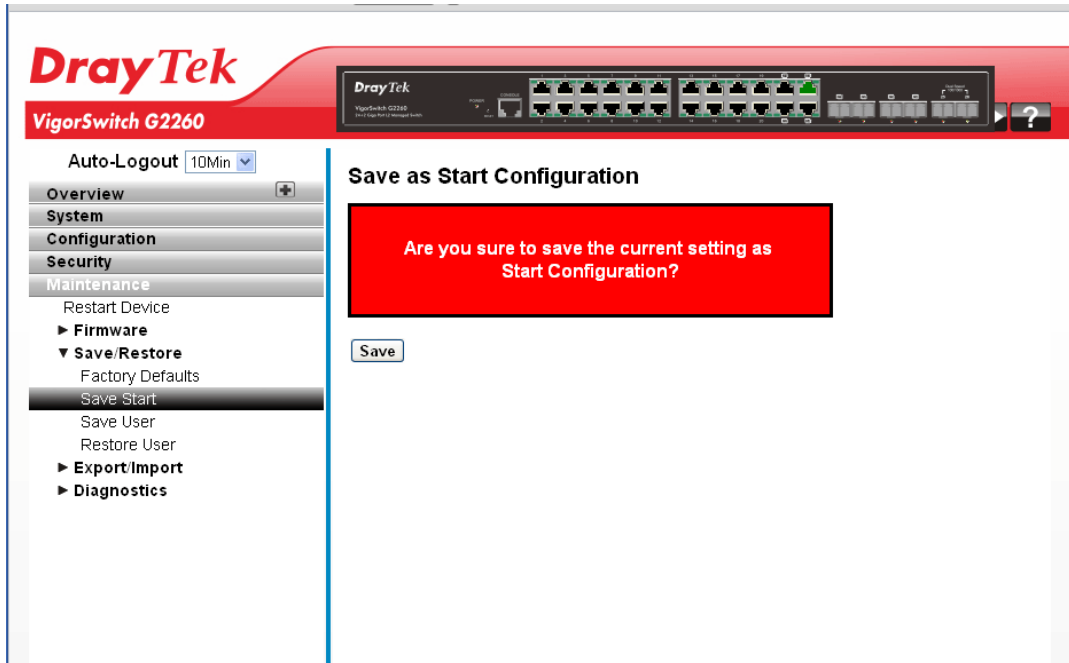 DrayTek
VigorSwitch G2260
DrayTek
VigorSwitch G2260
CONSOLE
POWER
?
Auto-Logout 10Min
Overview
System
Configuration
Security
Maintenance
Restart Device
Firmware
Save/Restore
Factory Defaults
Save Start
Save User
Restore User
Export/Import
Diagnostics
Save as Start Configuration
Are you sure to save the current setting as
Start Configuration?
Save